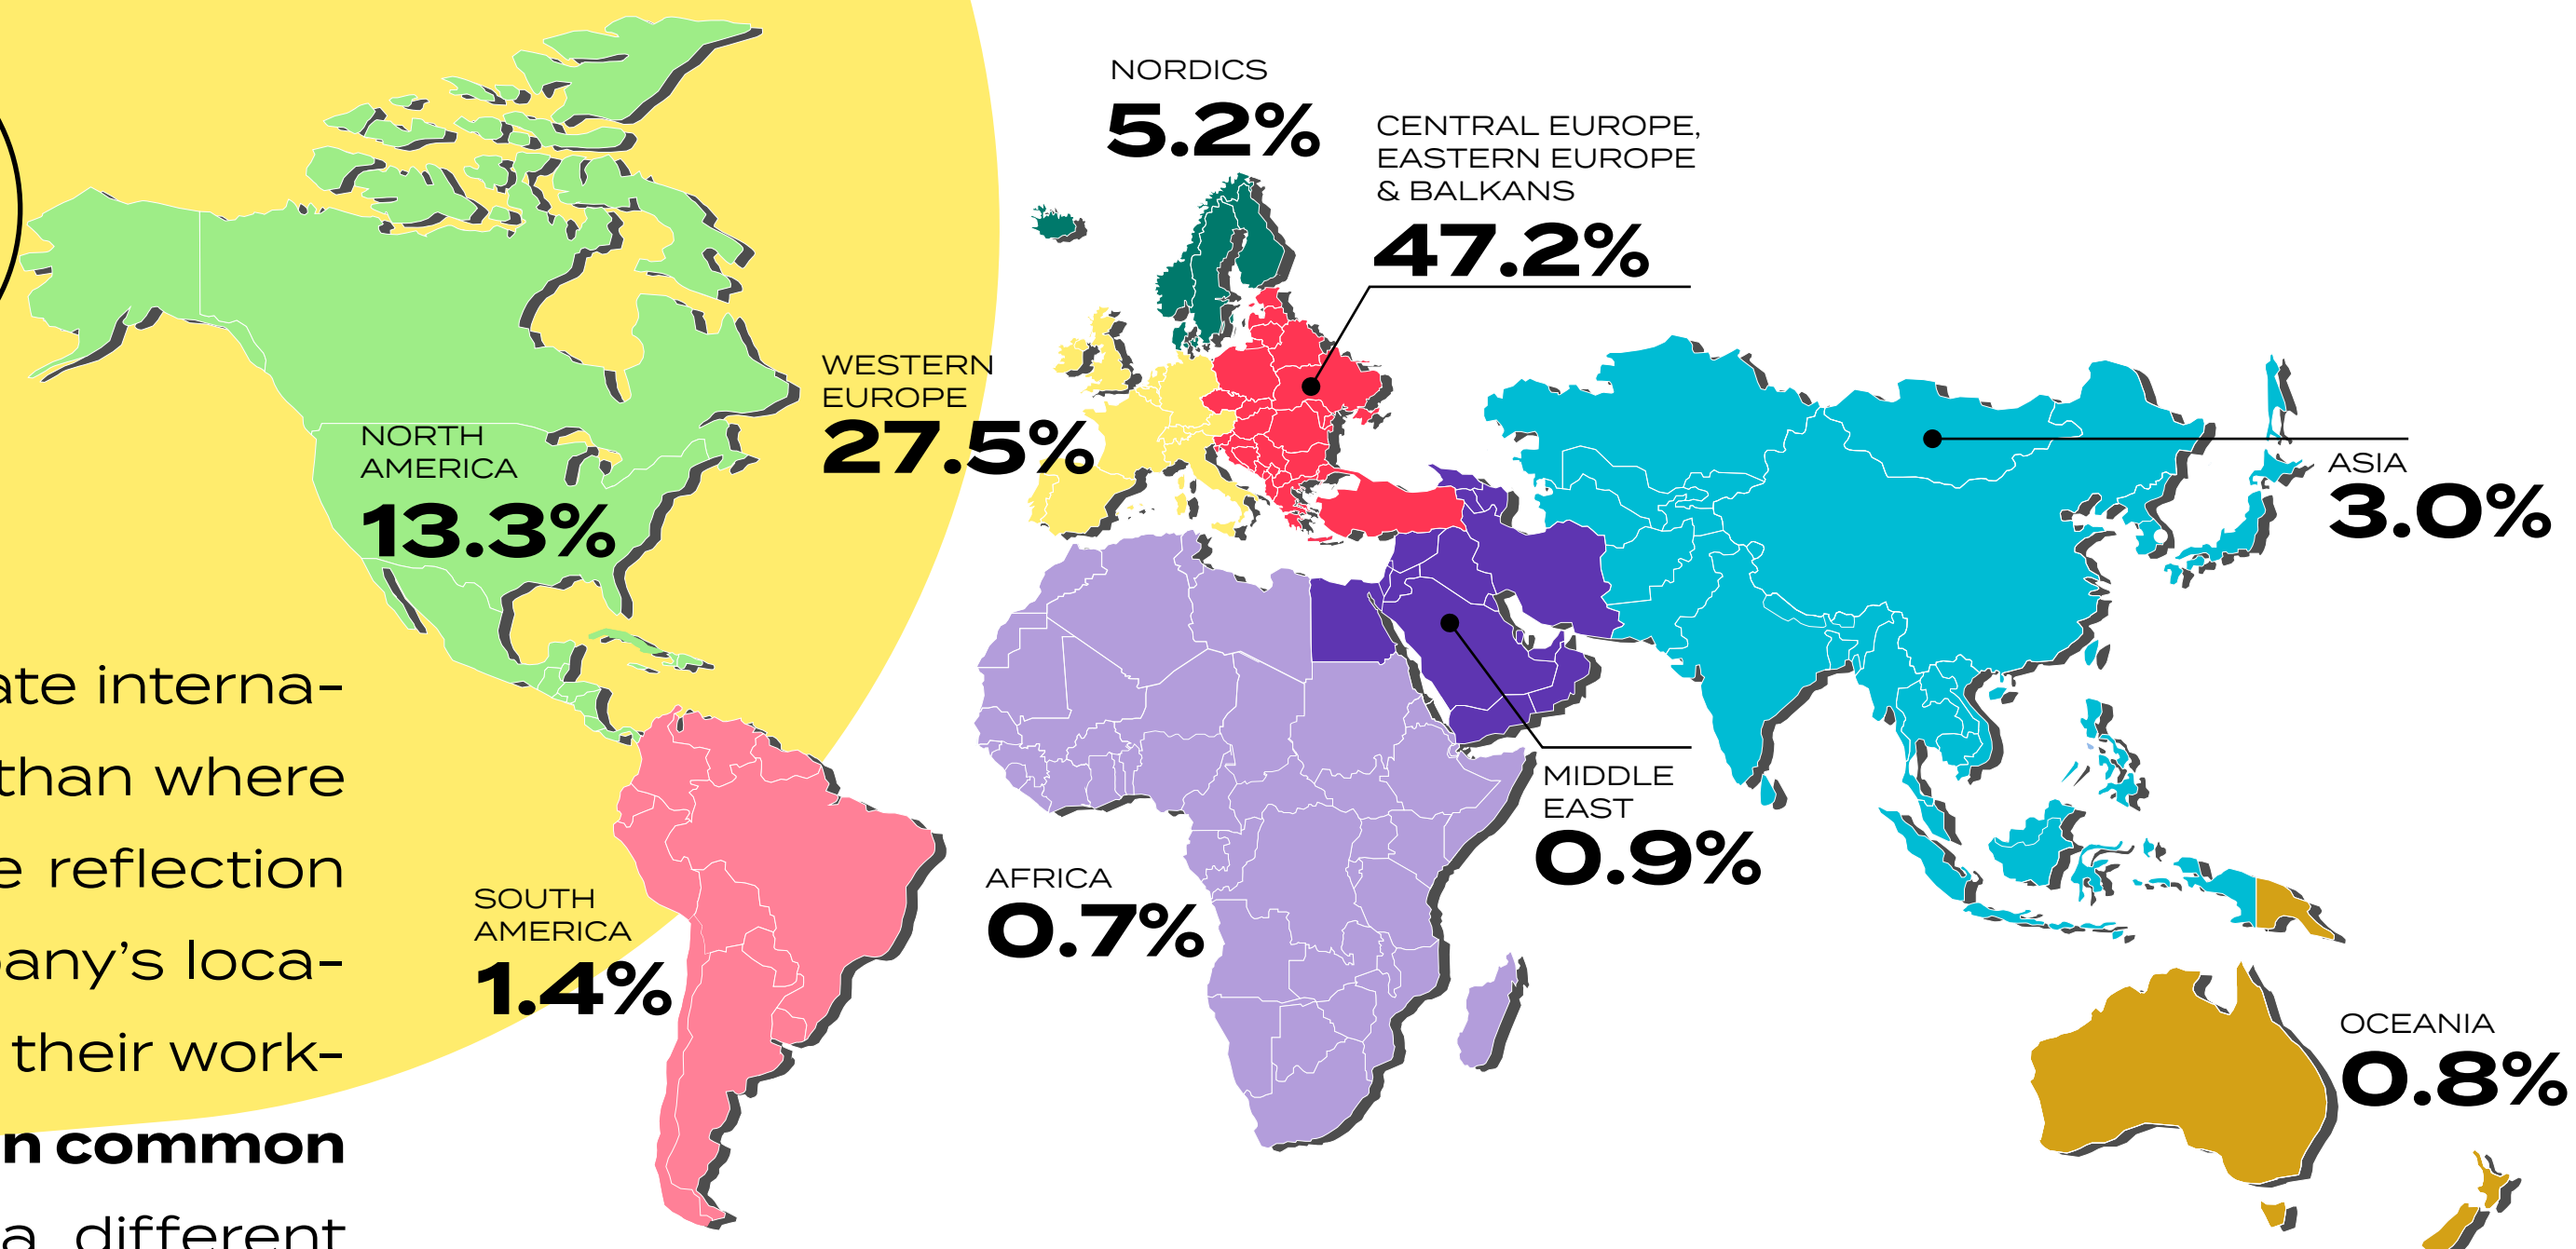 NORDICS
5.2%
CENTRAL EUROPE,
EASTERN EUROPE
& BALKANS
47.2%
WESTERN
EUROPE
27.5%
NORTH
AMERICA
13.3%
ASIA
3.0%
MIDDLE
EAST
0.9%
AFRICA
0.7%
SOUTH
AMERICA
1.4%
OCEANIA
0.8%
interna-
than where
reflection
loca-
their work-
common
a different